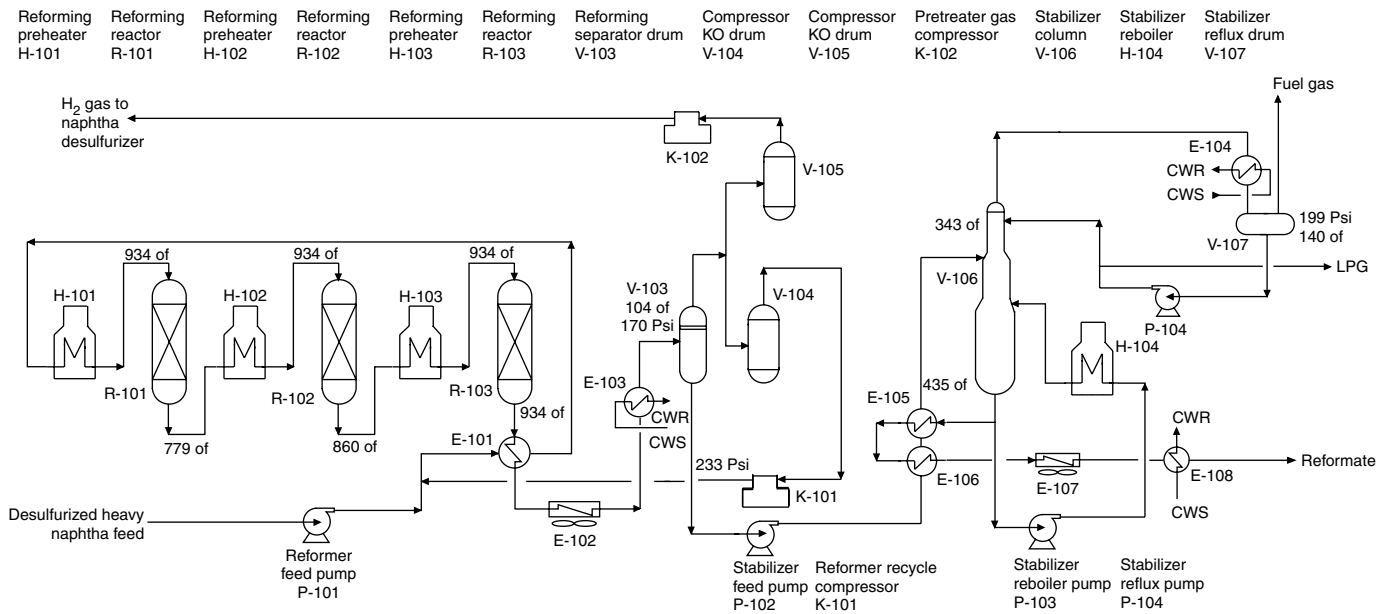 Reforming
preheater
H-101
Reforming
reactor
R-101
Reforming
preheater
H-102
Reforming
reactor
R-102
Reforming
preheater
H-103
Reforming
reactor
R-103
Reforming
separator drum
V-103
Compressor
KO drum
V-104
Compressor
KO drum
V-105
Pretreater gas
compressor
K-102
Stabilizer
column
V-106
Stabilizer
reboiler
H-104
Stabilizer
reflux drum
V-107
Fuel gas
H2 gas to
naphtha
desulfurizer
K-102
V-105
E-104
CWR
CWS
199 Psi
140 of
V-107
343 of
V-106
LPG
P-104
934 of
934 of
934 of
H-101
H-102
H-103
R-101
R-102
R-103
779 of
860 of
934 of
E-101
V-103
104 of
170 Psi
V-104
E-103
CWR
CWS
H-104
435 of
E-105
E-106
233 Psi
K-101
E-107
CWR
E-108
CWS
Reformate
Desulfurized heavy
naphtha feed
E-102
Reformer
feed pump
P-101
Stabilizer
feed pump
P-102
Reformer recycle
compressor
K-101
Stabilizer
reboiler pump
P-103
Stabilizer
reflux pump
P-104